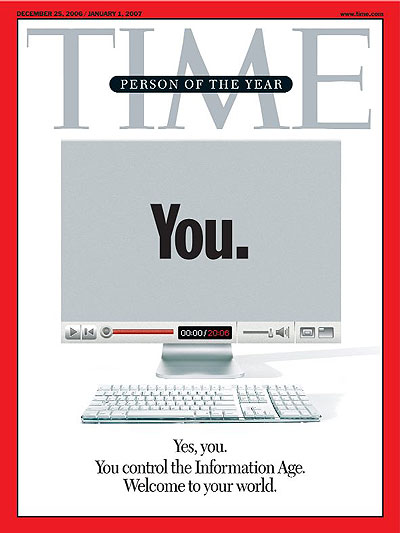 DECEMBER 25, 2006 / JANUARY 1, 2007
www.time.com
TIME
PERSON OF THE YEAR
You.
00:00/20:06
Yes, you.
You control the Information Age.
Welcome to your world.